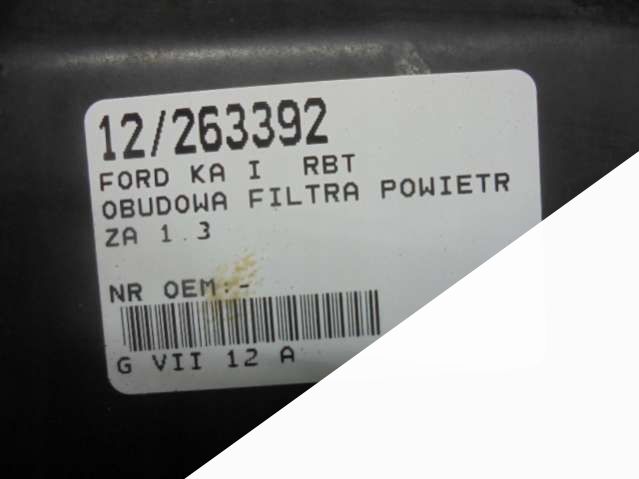 12/263392
FORD KA I RBT
OBUDOWA FILTRA POWIETR
ZA 1.3
NR OEM:-
G VII 12 A